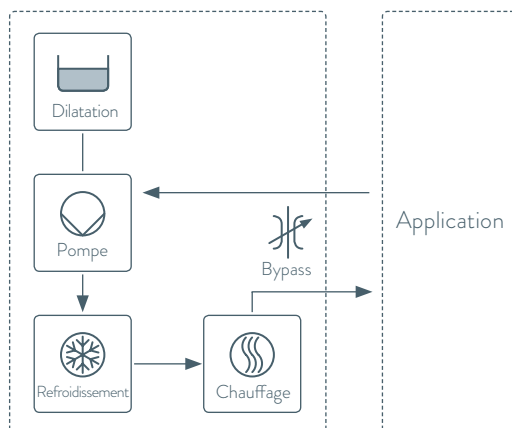 Dilatation
Pompe
Application
Bypass
Refroidissement
Chauffage